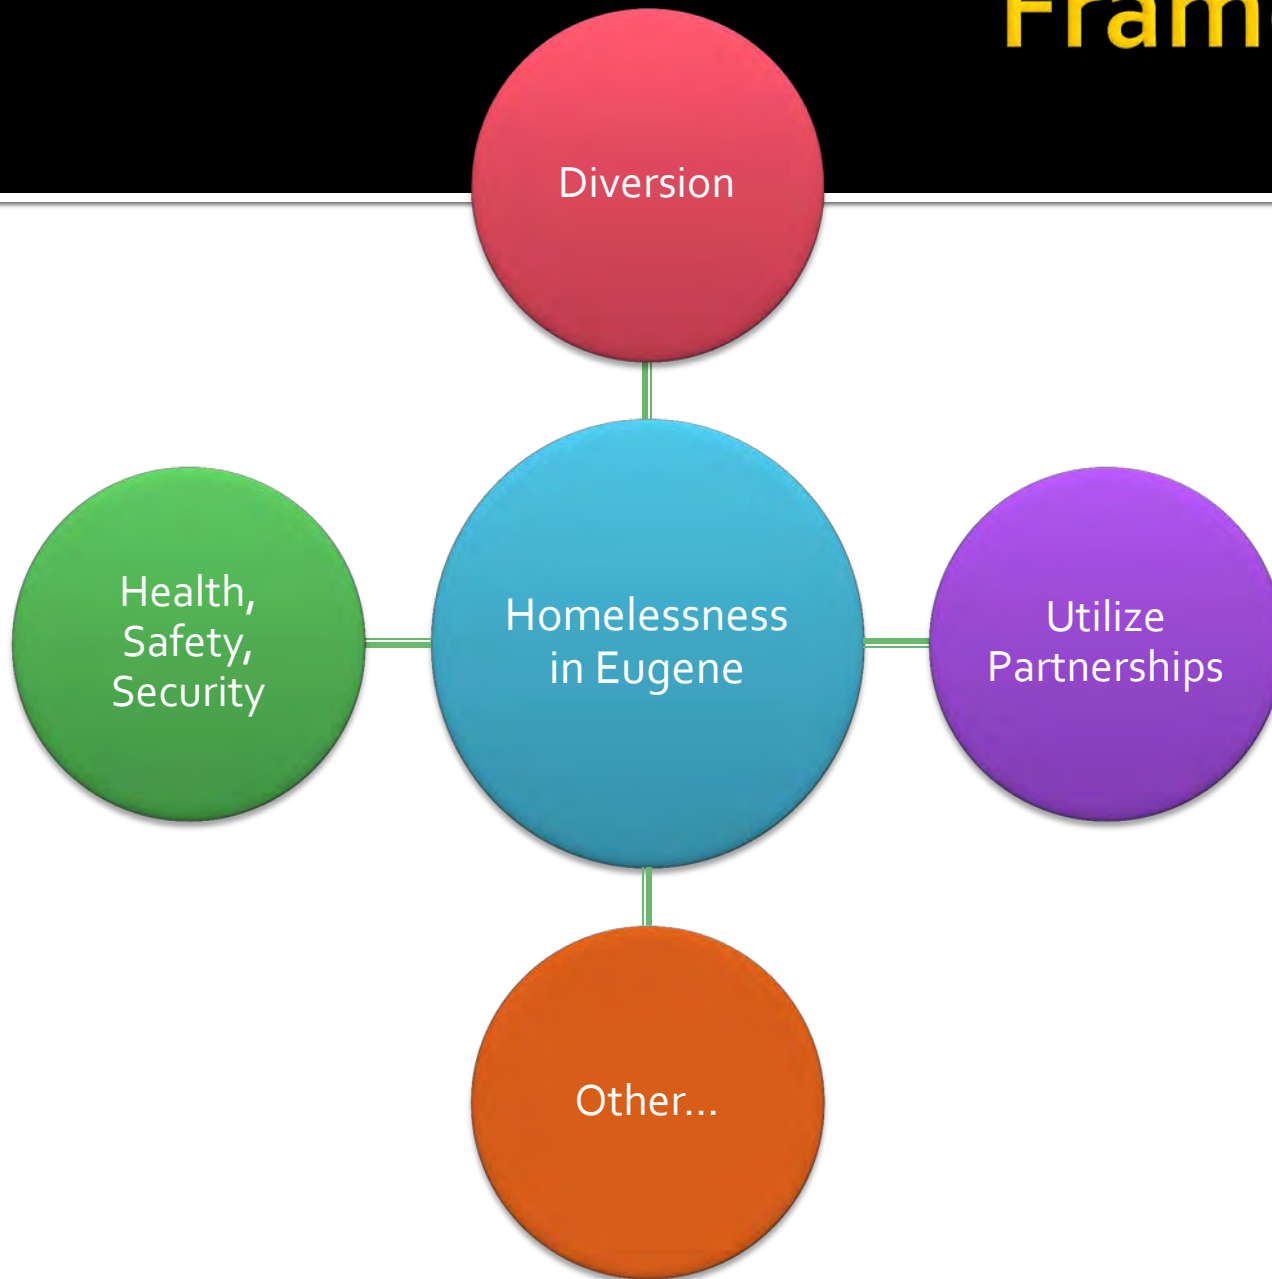 Diversion
Health,
Safety,
Security
Homelessness
in Eugene
Utilize
Partnerships
Other...